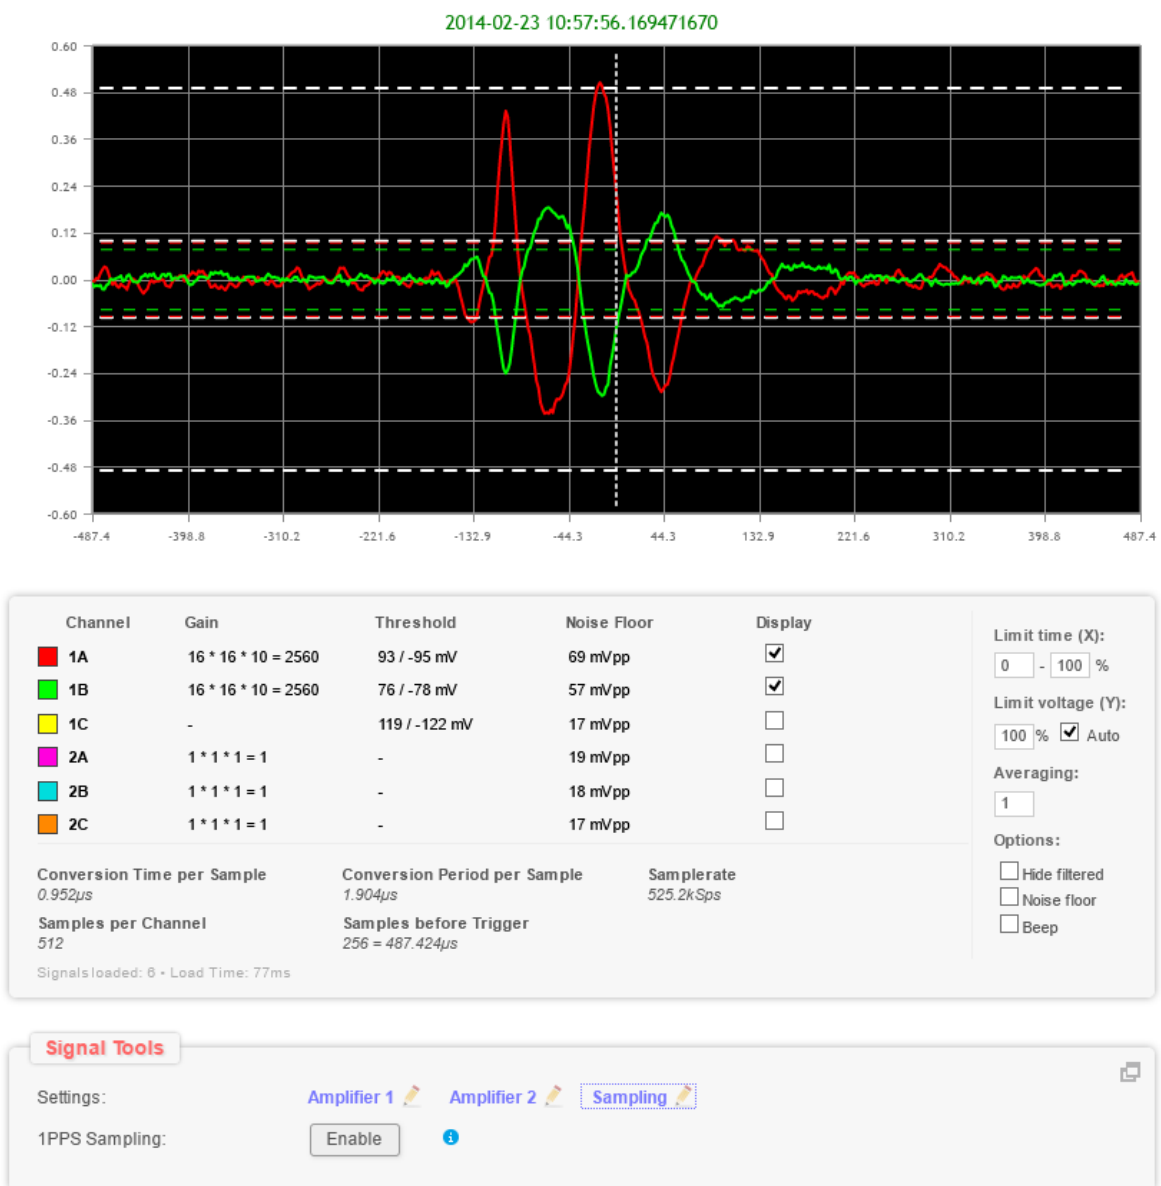 2014-02-23 10:57:56.169471670
0.60
0.48
0.36
0.24
0.12
0.00
-0.12
-0.24
-0.36
-0.48
-0.60
-487.4 -398.8 -310.2 -221.6 -132.9 -44.3 44.3 132.9 221.6 310.2 398.8 487.4
Channel Gain Threshold Noise Floor Display
1A 16 * 16 * 10 = 2560 93 / -95 mV 69 mVpp
1B 16 * 16 * 10 = 2560 76 / -78 mV 57 mVpp
1C - 119 / -122 mV 17 mVpp
2A 1 * 1 * 1 = 1 - 19 mVpp
2B 1 * 1 * 1 = 1 - 18 mVpp
2C 1 * 1 * 1 = 1 - 17 mVpp
Conversion Time per Sample Conversion Period per Sample Samplerate
0.952µs 1.904µs 525.2kSps
Samples per Channel Samples before Trigger
512 256 = 487.424µs
Signals loaded: 6 • Load Time: 77ms
Limit time (X):
0 - 100 %
Limit voltage (Y):
100 % Auto
Averaging:
1
Options:
Hide filtered
Noise floor
Beep
Signal Tools
Settings: Amplifier 1 Amplifier 2 Sampling
1PPS Sampling: Enable i